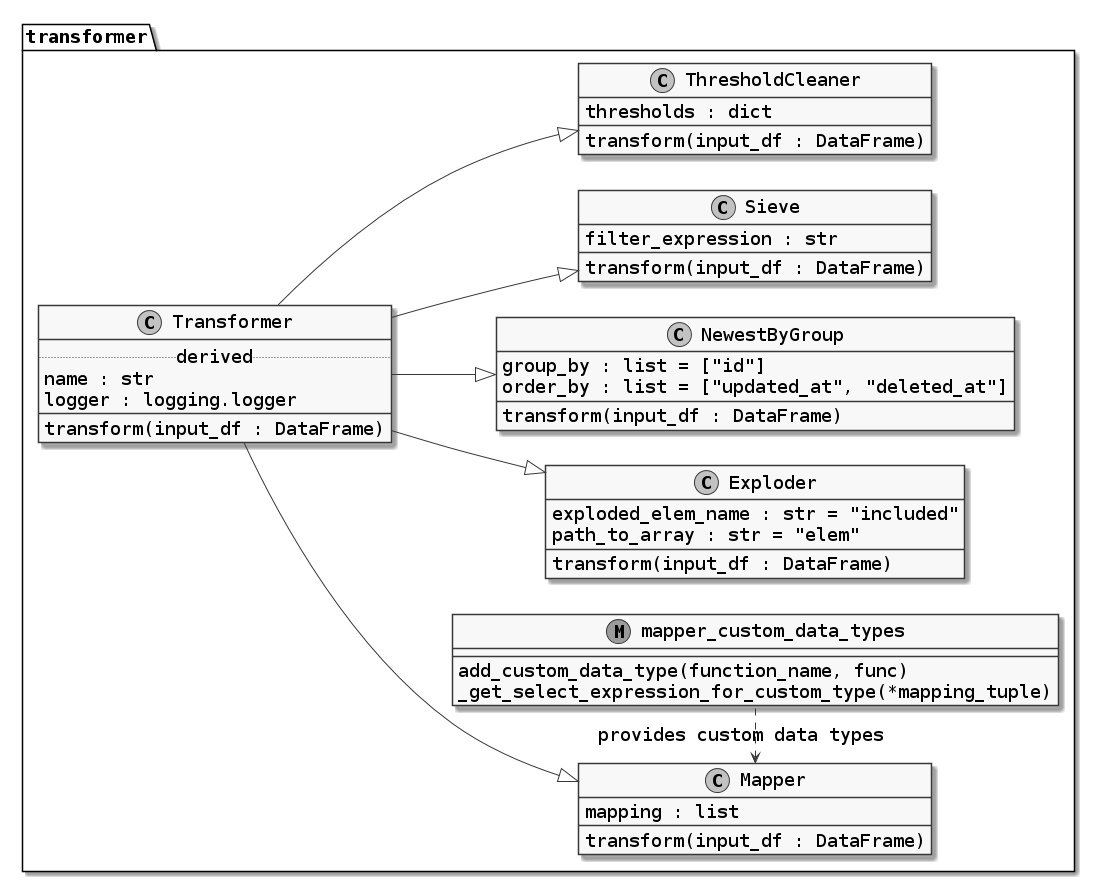 transformer
C ThresholdCleaner
thresholds : dict
transform(input_df : DataFrame)
C Sieve
filter_expression : str
transform(input_df : DataFrame)
C Transformer
derived
name : str
logger : logging.logger
transform(input_df : DataFrame)
C NewestByGroup
group_by : list = ["id"]
order_by : list = ["updated_at", "deleted_at"]
transform(input_df : DataFrame)
C Exploder
exploded_elem_name : str = "included"
path_to_array : str = "elem"
transform(input_df : DataFrame)
M mapper_custom_data_types
add_custom_data_type(function_name, func)
_get_select_expression_for_custom_type(*mapping_tuple)
provides custom data types
C Mapper
mapping : list
transform(input_df : DataFrame)